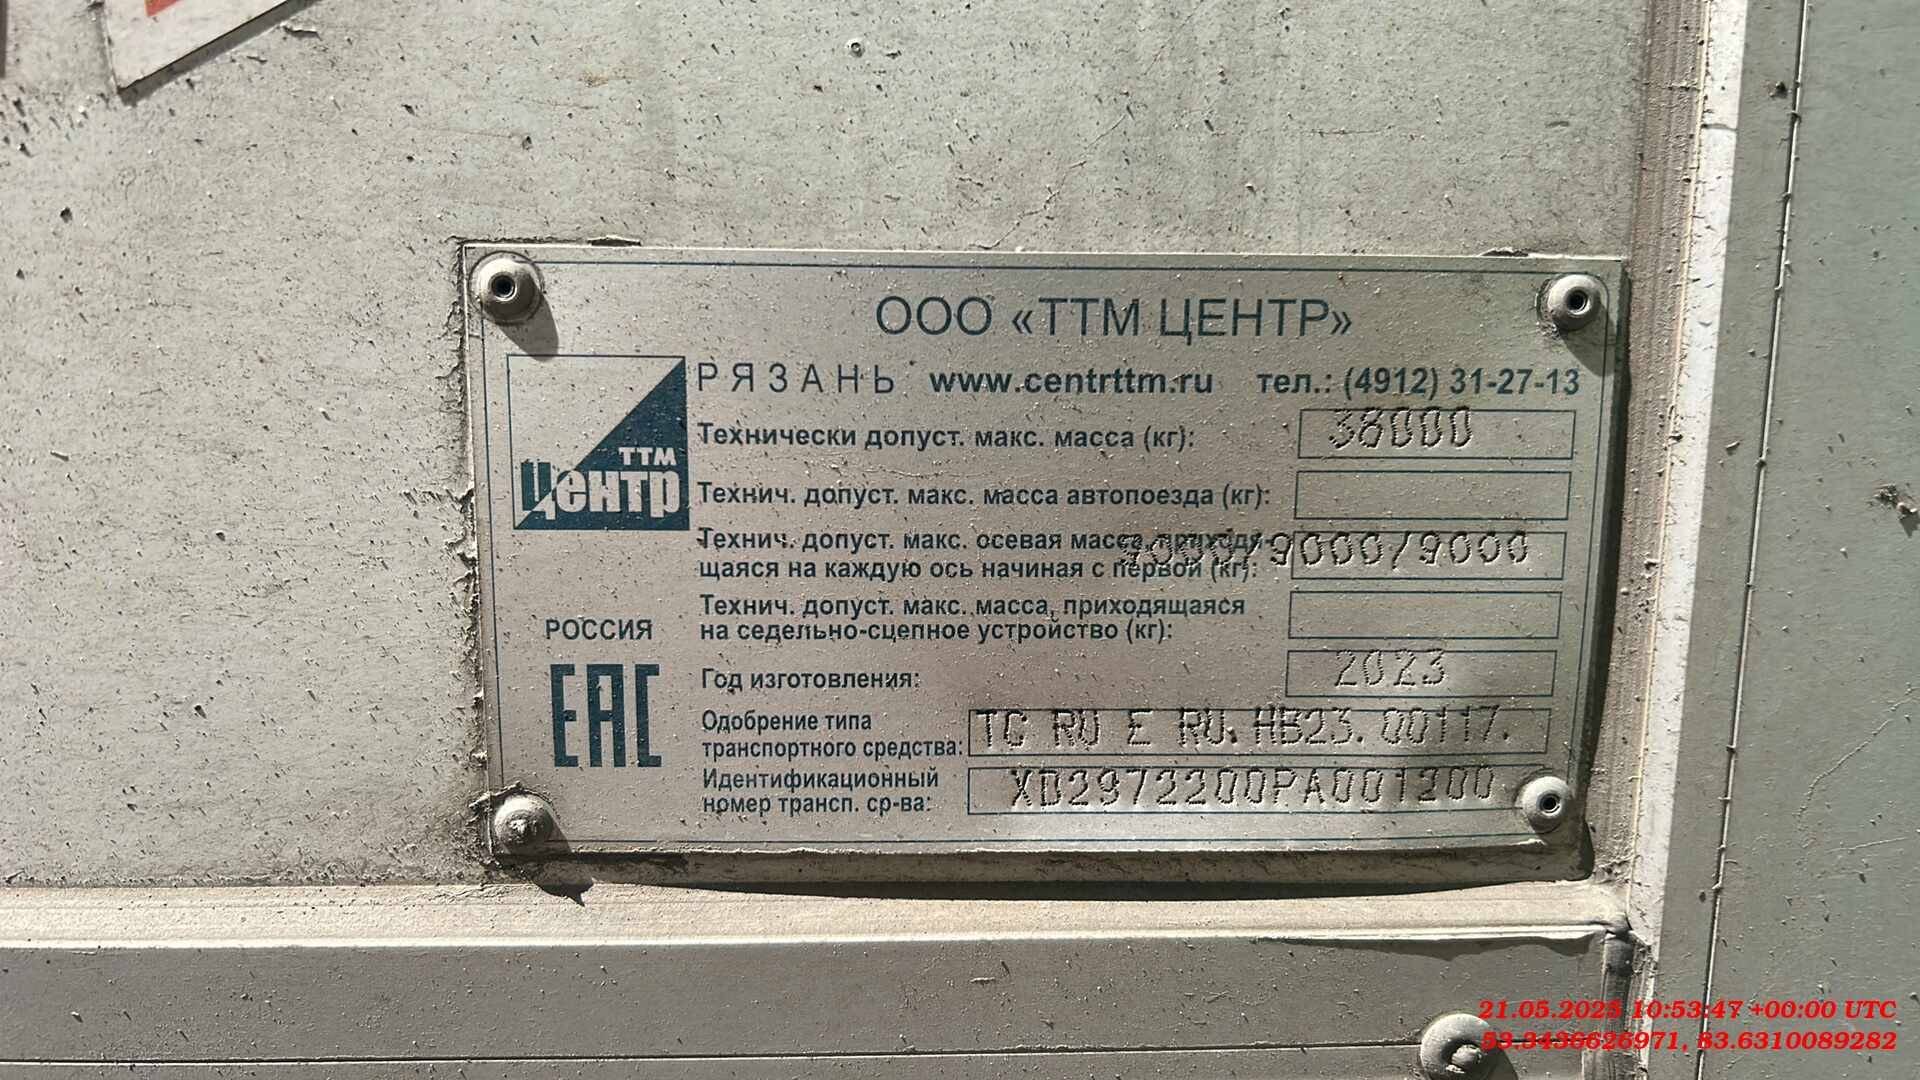 ООО «ТТМ ЦЕНТР»
РЯЗАНЬ www.centrttm.ru тел.: (4912) 31-27-13
ТТМ
Центр
Технически допуст. макс. масса (кг): 38000
Технич. допуст. макс. масса автопоезда (кг):
Технич. допуст. макс. осевая масса, приходя-
щаяся на каждую ось начиная с первой (кг): 9000/9000/9000
Технич. допуст. макс. масса, приходящаяся
на седельно-сцепное устройство (кг):
РОССИЯ
EAC
Год изготовления: 2023
Одобрение типа
транспортного средства: ТС RU Е RU.НВ23.00117.
Идентификационный
номер трансп. ср-ва: XD2972200PA001200
21.05.2025 10:53:47 +00:00 UTC
53.3436626971, 83.6310089282